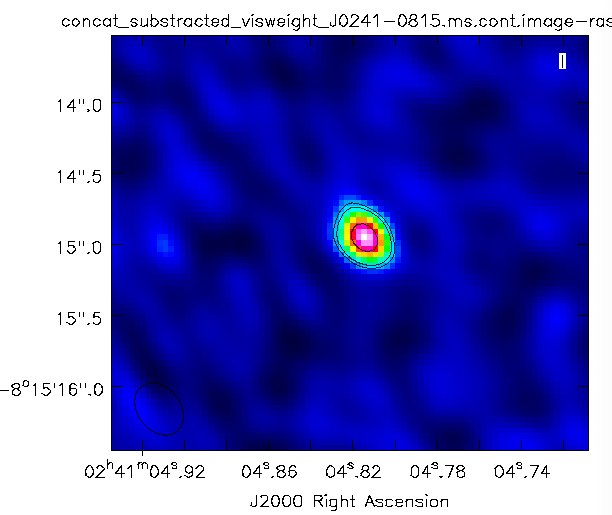 concat_substracted_visweight_J0241-0815.ms.cont.image-ras
I
14".0
14".5
15".0
15".5
-8°15'16".0
02ʰ41ᵐ04ˢ.92 04ˢ.86 04ˢ.82 04ˢ.78 04ˢ.74
J2000 Right Ascension